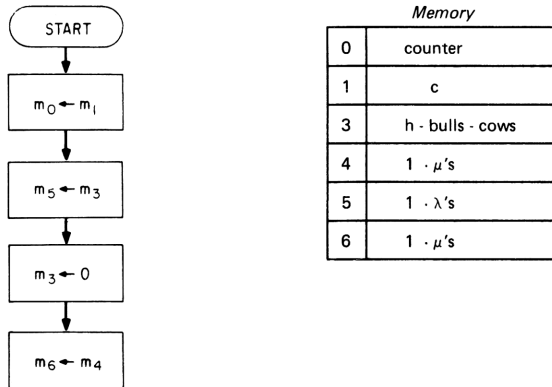 START
m₀ ← m₁
m₅ ← m₃
m₃ ← 0
m₆ ← m₄
Memory
0 counter
1 c
3 h - bulls - cows
4 1 · μ's
5 1 · λ's
6 1 · μ's